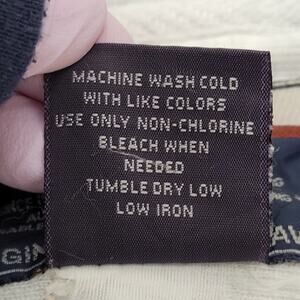 MACHINE WASH COLD
WITH LIKE COLORS
USE ONLY NON-CHLORINE
BLEACH WHEN
NEEDED
TUMBLE DRY LOW
LOW IRON